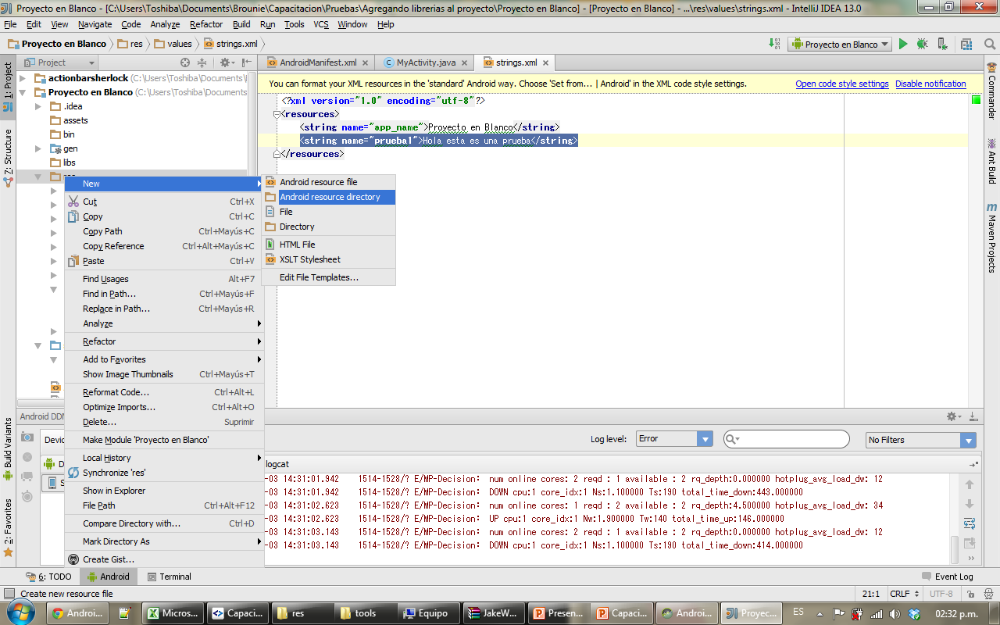 Proyecto en Blanco - [C:\Users\Toshiba\Documents\Brounie\Capacitacion\Pruebas\Agregando librerias al proyecto\Proyecto en Blanco] - [Proyecto en Blanco] - ...\res\values\strings.xml - IntelliJ IDEA 13.0
File Edit View Navigate Code Analyze Refactor Build Run Tools VCS Window Help
Proyecto en Blanco res values strings.xml Proyecto en Blanco
Project AndroidManifest.xml MyActivity.java strings.xml
1: Project
Z: Structure
Build Variants
2: Favorites
Commander
Ant Build
Maven Projects
actionbarsherlock (C:\Users\Toshiba\Documents\
Proyecto en Blanco (C:\Users\Toshiba\Documents
.idea
assets
bin
gen
libs
You can format your XML resources in the 'standard' Android way. Choose 'Set from... | Android' in the XML code style settings. Open code style settings Disable notification
<?xml version="1.0" encoding="utf-8"?>
<resources>
<string name="app_name">Proyecto en Blanco</string>
<string name="prueba1">Hola esta es una prueba</string>
</resources>
New
Cut Ctrl+X
Copy Ctrl+C
Copy Path Ctrl+Mayús+C
Copy Reference Ctrl+Alt+Mayús+C
Paste Ctrl+V
Find Usages Alt+F7
Find in Path... Ctrl+Mayús+F
Replace in Path... Ctrl+Mayús+R
Analyze
Refactor
Add to Favorites
Show Image Thumbnails Ctrl+Mayús+T
Reformat Code... Ctrl+Alt+L
Optimize Imports... Ctrl+Alt+O
Delete... Suprimir
Make Module 'Proyecto en Blanco'
Local History
Synchronize 'res'
Show in Explorer
File Path Ctrl+Alt+F12
Compare Directory with... Ctrl+D
Mark Directory As
Create Gist...
Android resource file
Android resource directory
File
Directory
HTML File
XSLT Stylesheet
Edit File Templates...
Android DDM
Devic
D
S
Log level: Error No Filters
logcat
-03 14:31:01.942 1514-1528/? E/MP-Decision: num online cores: 2 reqd : 1 available : 2 rq_depth:0.000000 hotplug_avg_load_dw: 12
-03 14:31:01.942 1514-1528/? E/MP-Decision: DOWN cpu:1 core_idx:1 Ns:1.100000 Ts:190 total_time_down:443.000000
-03 14:31:02.623 1514-1528/? E/MP-Decision: num online cores: 1 reqd : 2 available : 2 rq_depth:4.500000 hotplug_avg_load_dw: 34
-03 14:31:02.623 1514-1528/? E/MP-Decision: UP cpu:1 core_idx:1 Nw:1.900000 Tw:140 total_time_up:146.000000
-03 14:31:03.143 1514-1528/? E/MP-Decision: num online cores: 2 reqd : 1 available : 2 rq_depth:0.000000 hotplug_avg_load_dw: 12
-03 14:31:03.143 1514-1528/? E/MP-Decision: DOWN cpu:1 core_idx:1 Ns:1.100000 Ts:190 total_time_down:414.000000
6: TODO Android Terminal Event Log
Create new resource file 21:1 CRLF UTF-8
Androi... Micros... Capaci... res tools Equipo JakeW... Presen... Capaci... Androi... Proyec... ES 02:32 p.m.